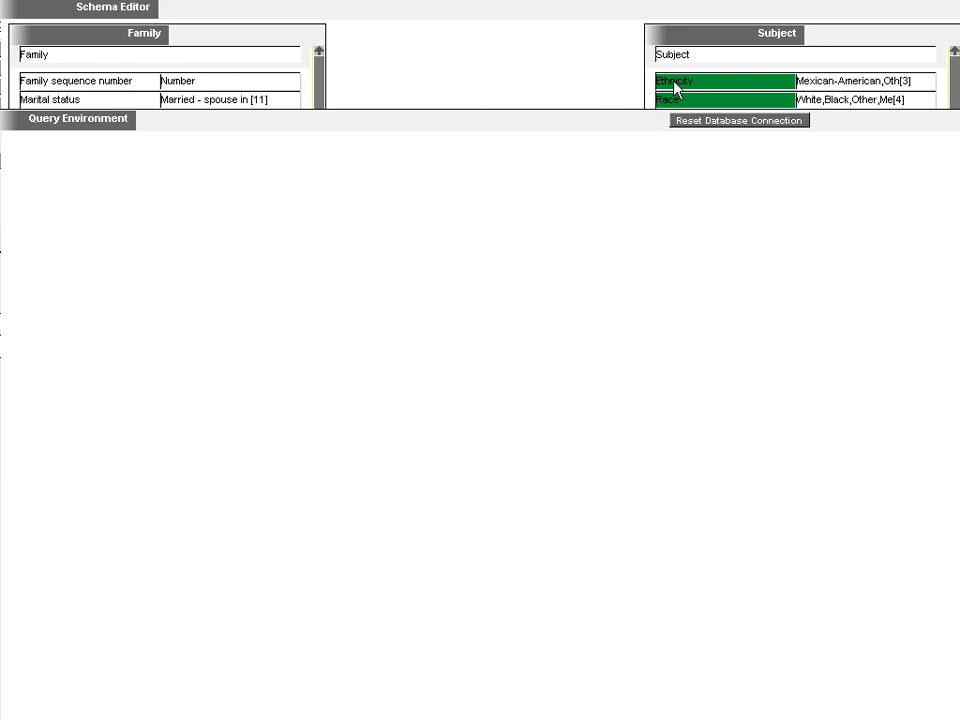 Schema Editor
Family
Subject
Family
Subject
Family sequence number Number
Ethnicity Mexican-American,Oth[3]
Marital status Married - spouse in [11]
Race White,Black,Other,Me[4]
Query Environment
Reset Database Connection